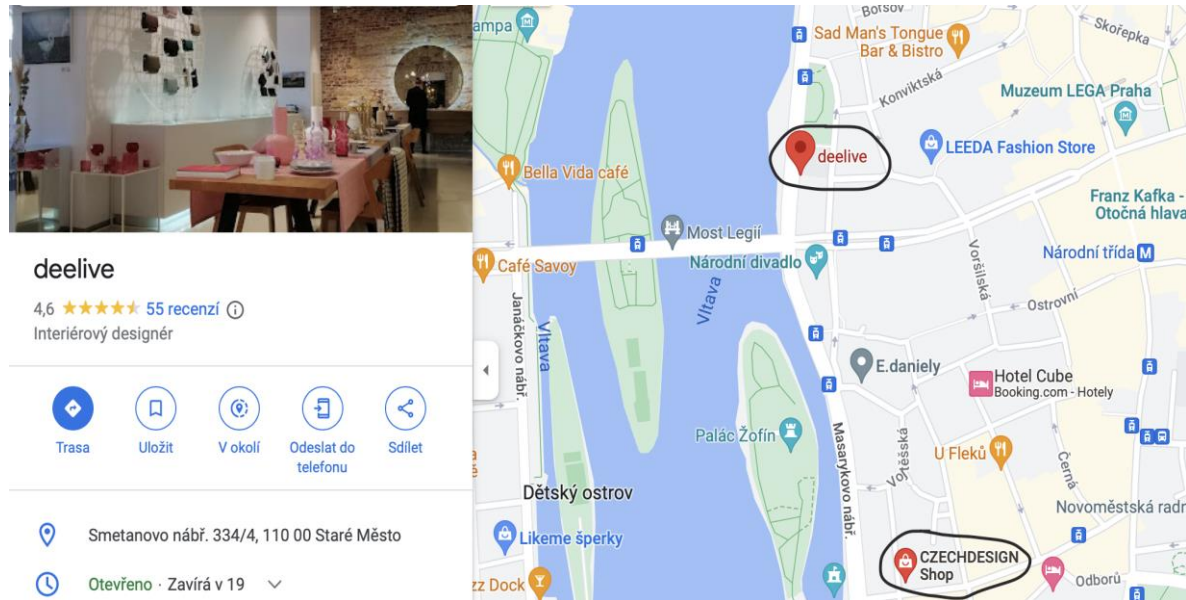 deelive
4,6
55 recenzí
Interiérový designér
Trasa
Uložit
V okolí
Odeslat do
telefonu
Sdílet
Smetanovo nábř. 334/4, 110 00 Staré Město
Otevřeno · Zavírá v 19
ampa
Borsov
Skořepka
Sad Man's Tongue
Bar & Bistro
Konviktská
Muzeum LEGA Praha
deelive
LEEDA Fashion Store
Bella Vida café
Franz Kafka -
Otočná hlava
Most Legií
Národní divadlo
Café Savoy
Voršilská
Národní třída M
Ostrovní
Janáčkovo nábř.
Vltava
Vltava
E.daniely
Hotel Cube
Booking.com - Hotely
Palác Žofín
Masarykovo nábř.
Vojtěšská
U Fleků
Černá
Dětský ostrov
Novoměstská radr
Likeme šperky
CZECHDESIGN
Shop
zz Dock
Odborů